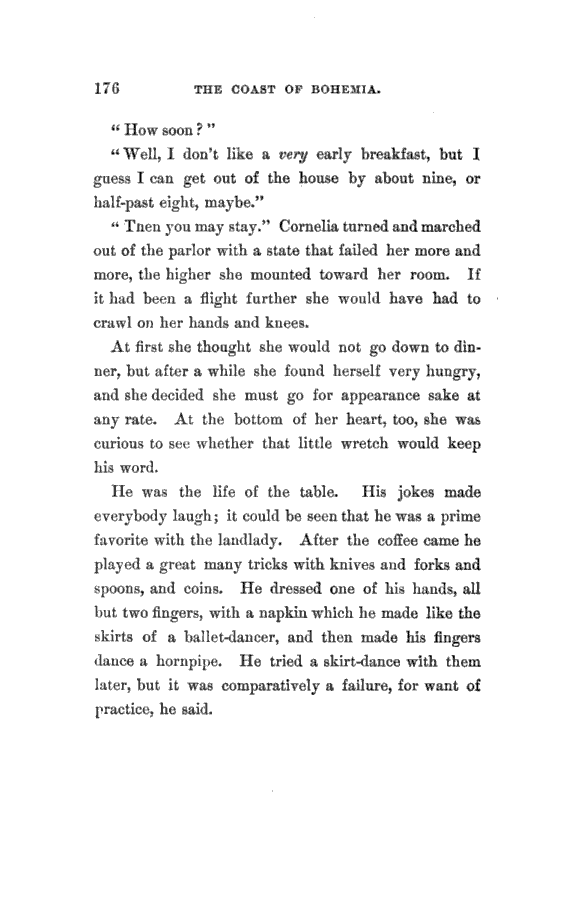 176 THE COAST OF BOHEMIA.
“ How soon ? ”
“ Well, I don't like a very early breakfast, but I
guess I can get out of the house by about nine, or
half-past eight, maybe.”
“ Tnen you may stay.” Cornelia turned and marched
out of the parlor with a state that failed her more and
more, the higher she mounted toward her room. If
it had been a flight further she would have had to
crawl on her hands and knees.
At first she thought she would not go down to din-
ner, but after a while she found herself very hungry,
and she decided she must go for appearance sake at
any rate. At the bottom of her heart, too, she was
curious to see whether that little wretch would keep
his word.
He was the life of the table. His jokes made
everybody laugh; it could be seen that he was a prime
favorite with the landlady. After the coffee came he
played a great many tricks with knives and forks and
spoons, and coins. He dressed one of his hands, all
but two fingers, with a napkin which he made like the
skirts of a ballet-dancer, and then made his fingers
dance a hornpipe. He tried a skirt-dance with them
later, but it was comparatively a failure, for want of
practice, he said.